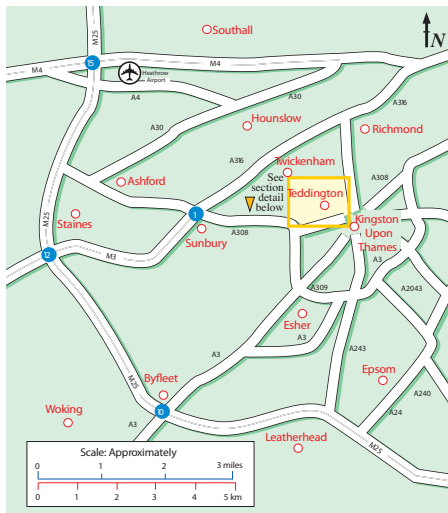 Southall
N
M25
15
M4
M4
Heathrow
Airport
A4
A30
A316
Hounslow
A30
Richmond
A316
Twickenham
See
section
detail
below
A308
Ashford
Teddington
Staines
M25
1
Kingston
Upon
Thames
Sunbury
A308
12
M3
A3
A309
A2043
Esher
A3
A243
A3
M25
Byfleet
Epsom
A240
Woking
10
A24
A3
Leatherhead
M25
Scale: Approximately
0 1 2 3 miles
0 1 2 3 4 5 km